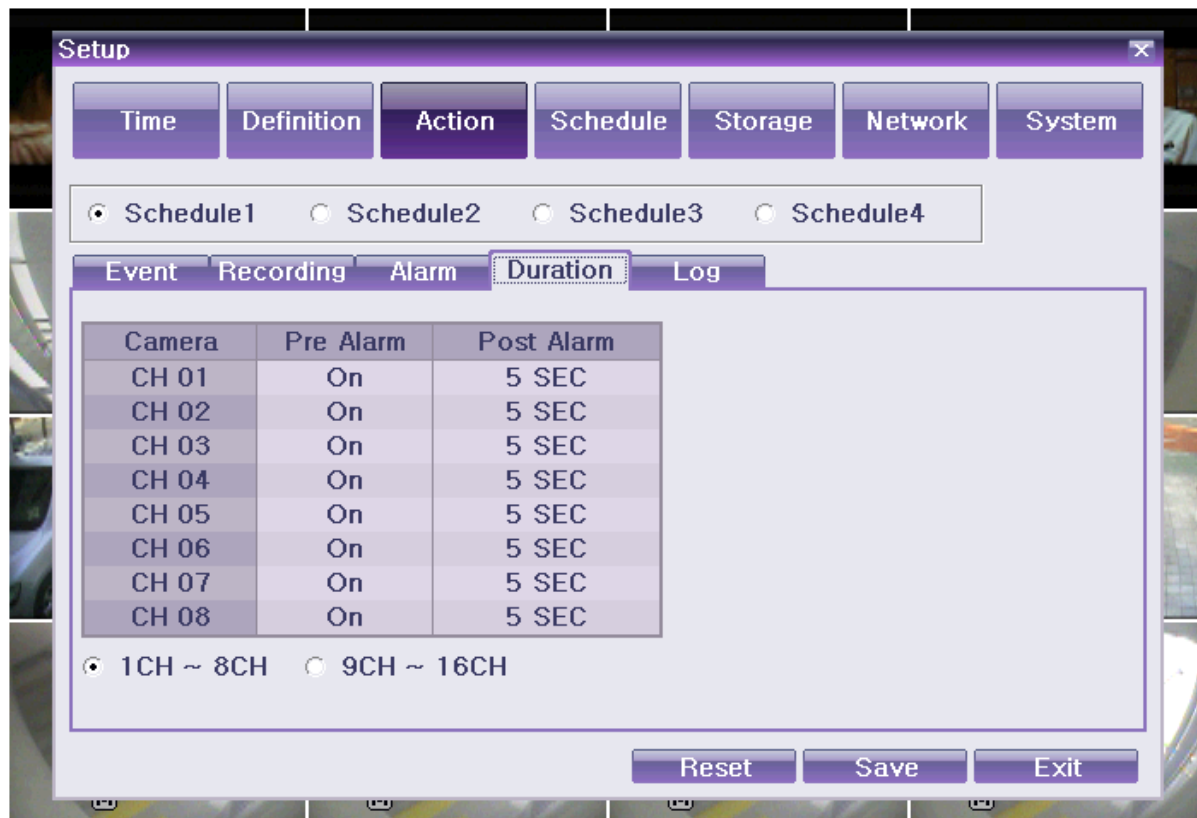 Setup
Time Definition Action Schedule Storage Network System
Schedule1 Schedule2 Schedule3 Schedule4
Event Recording Alarm Duration Log
Camera Pre Alarm Post Alarm
CH 01 On 5 SEC
CH 02 On 5 SEC
CH 03 On 5 SEC
CH 04 On 5 SEC
CH 05 On 5 SEC
CH 06 On 5 SEC
CH 07 On 5 SEC
CH 08 On 5 SEC
1CH ~ 8CH 9CH ~ 16CH
Reset Save Exit